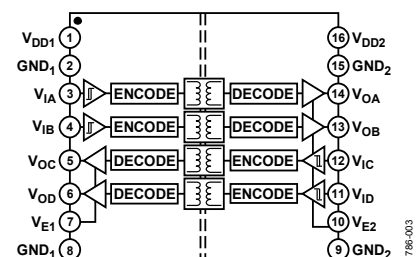 VDD1 1 16 VDD2
GND1 2 15 GND2
VIA 3 ENCODE DECODE 14 VOA
VIB 4 ENCODE DECODE 13 VOB
VOC 5 DECODE ENCODE 12 VIC
VOD 6 DECODE ENCODE 11 VID
VE1 7 10 VE2
GND1 8 9 GND2
786-003